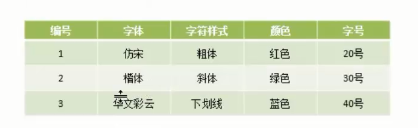 编号 字体 字符样式 颜色 字号
1 仿宋 粗体 红色 20号
2 楷体 斜体 绿色 30号
3 华文彩云 下划线 蓝色 40号